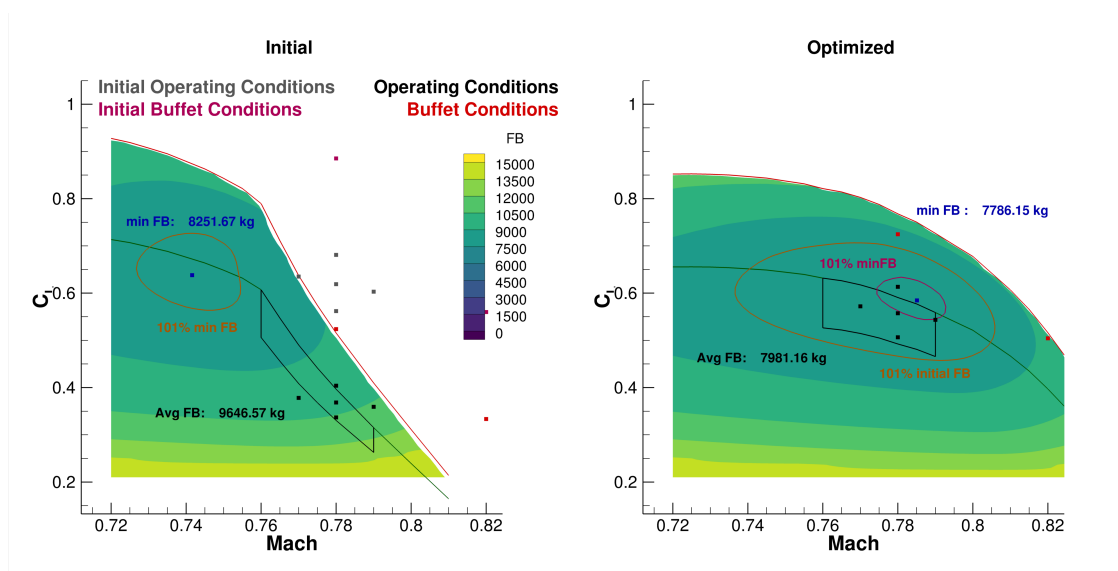 Initial
Initial Operating Conditions
Operating Conditions
Initial Buffet Conditions
Buffet Conditions
FB
15000
13500
12000
10500
9000
7500
6000
4500
3000
1500
0
min FB: 8251.67 kg
101% min FB
Avg FB: 9646.57 kg
1
0.8
0.6
0.4
0.2
CL
0.72
0.74
0.76
0.78
0.8
0.82
Mach
Optimized
min FB : 7786.15 kg
101% minFB
Avg FB: 7981.16 kg
101% initial FB
1
0.8
0.6
0.4
0.2
CL
0.72
0.74
0.76
0.78
0.8
0.82
Mach